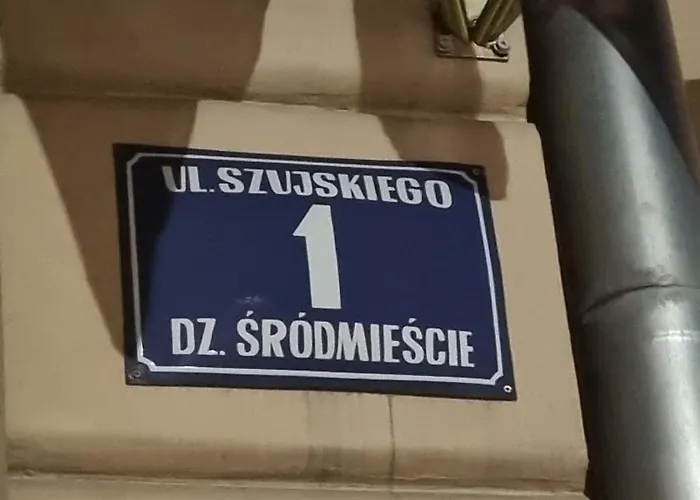 UL. SZUJSKIEGO
1
DZ. ŚRÓDMIEŚCIE